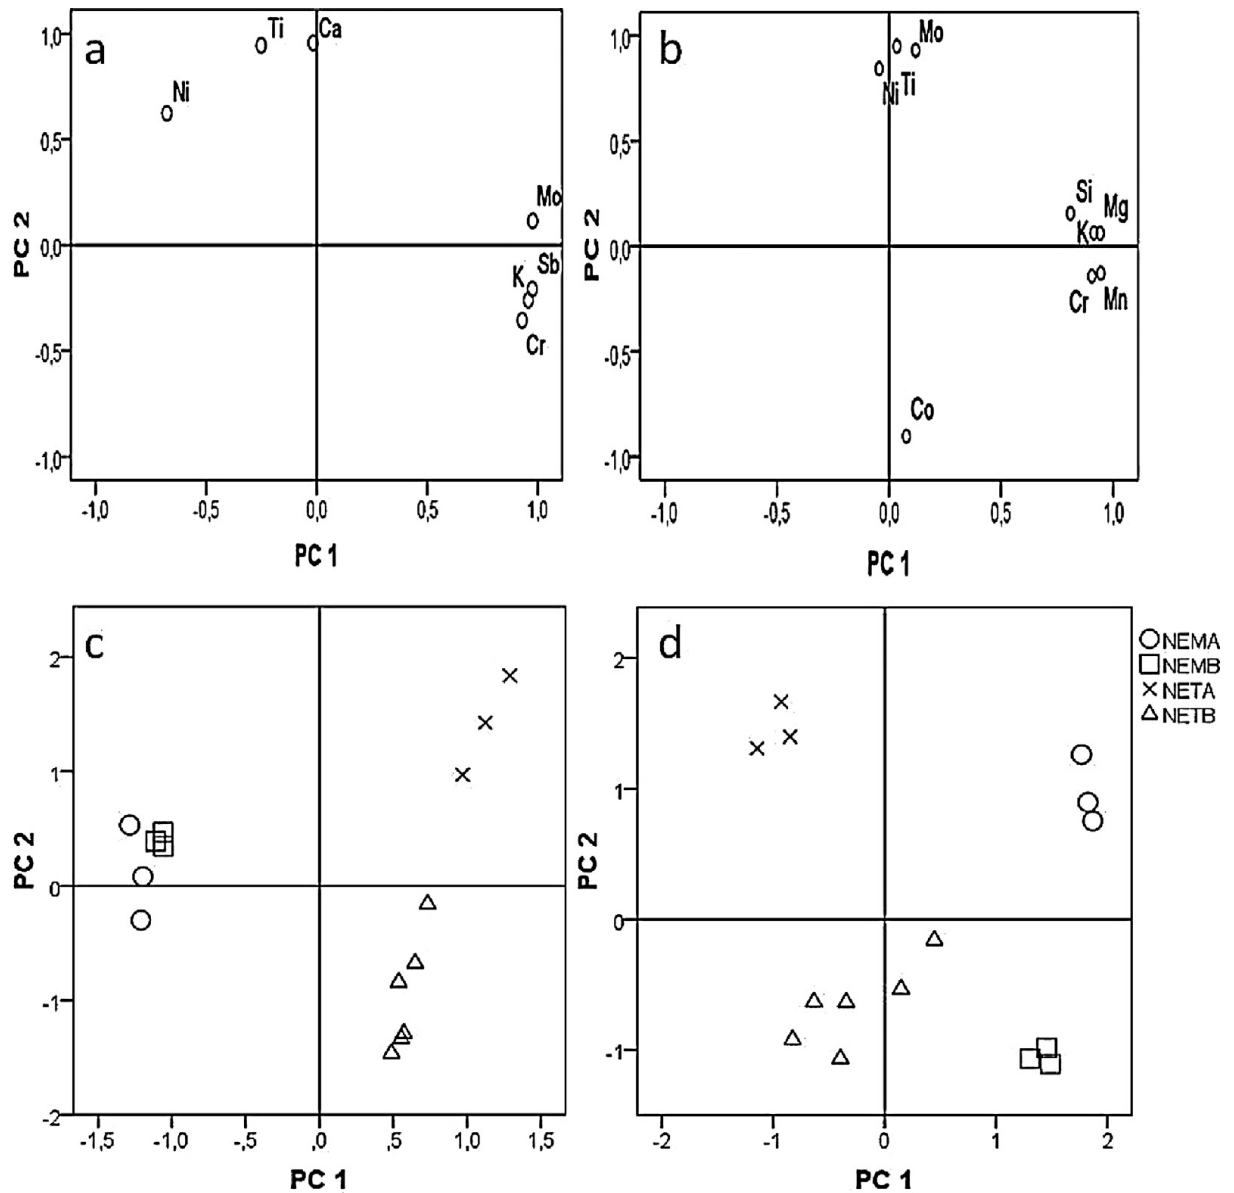 a
1,0
0,5
0,0
-0,5
-1,0
Ti
Ca
Ni
Mo
Sb
K
Cr
-1,0 -0,5 0,0 0,5 1,0
PC 1
PC 2
b
1,0
0,5
0,0
-0,5
-1,0
Mo
Ti
Ni
Si
Mg
K
Cr Mn
Co
-1,0 -0,5 0,0 0,5 1,0
PC 1
PC 2
c
2
1
0
-1
-2
-1,5 -1,0 -,5 ,0 ,5 1,0 1,5
PC 1
PC 2
d
2
1
0
-1
-2 -1 0 1 2
PC 1
PC 2
NEMA
NEMB
NETA
NETB